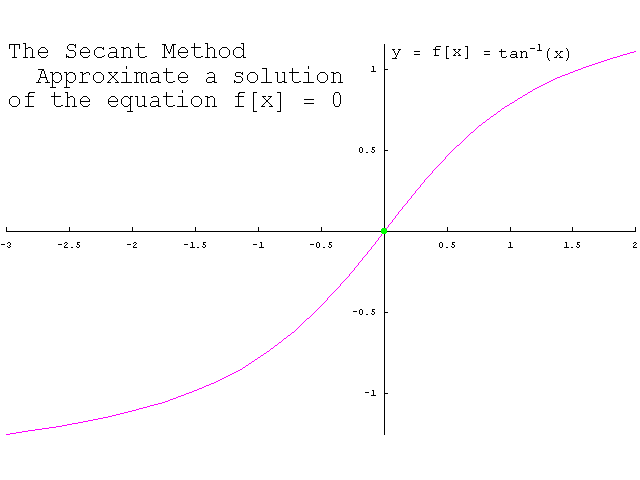 The Secant Method
Approximate a solution
of the equation f[x] = 0
y = f[x] = tan⁻¹(x)
1
0.5
-3 -2.5 -2 -1.5 -1 -0.5 0.5 1 1.5 2
-0.5
-1